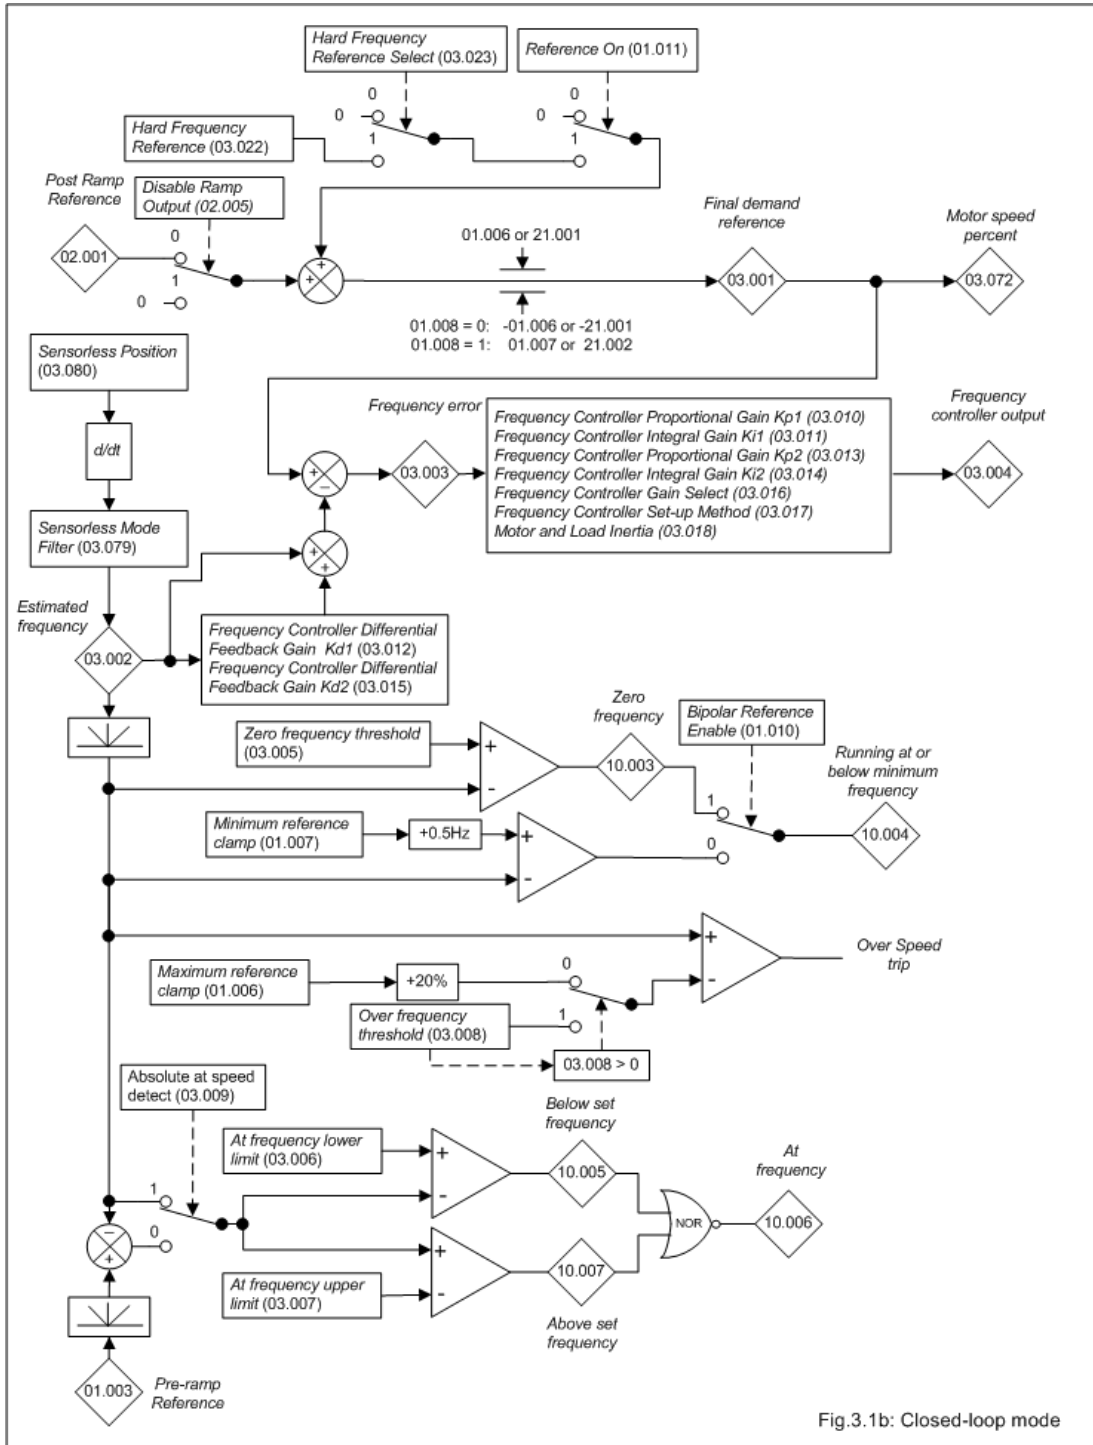 Hard Frequency
Reference Select (03.023)
Reference On (01.011)
0
0
0
0
1
1
Hard Frequency
Reference (03.022)
Post Ramp
Reference
Disable Ramp
Output (02.005)
0
02.001
1
0
+
+
01.006 or 21.001
01.008 = 0: -01.006 or -21.001
01.008 = 1: 01.007 or 21.002
Final demand
reference
03.001
Motor speed
percent
03.072
Sensorless Position
(03.080)
d/dt
Sensorless Mode
Filter (03.079)
Estimated
frequency
03.002
+
-
+
+
Frequency error
03.003
Frequency Controller Proportional Gain Kp1 (03.010)
Frequency Controller Integral Gain Ki1 (03.011)
Frequency Controller Proportional Gain Kp2 (03.013)
Frequency Controller Integral Gain Ki2 (03.014)
Frequency Controller Gain Select (03.016)
Frequency Controller Set-up Method (03.017)
Motor and Load Inertia (03.018)
Frequency
controller output
03.004
Frequency Controller Differential
Feedback Gain Kd1 (03.012)
Frequency Controller Differential
Feedback Gain Kd2 (03.015)
Zero frequency threshold
(03.005)
+
-
Zero
frequency
10.003
Bipolar Reference
Enable (01.010)
Running at or
below minimum
frequency
1
0
10.004
Minimum reference
clamp (01.007)
+0.5Hz
+
-
+
-
Over Speed
trip
Maximum reference
clamp (01.006)
+20%
0
Over frequency
threshold (03.008)
1
03.008 > 0
Absolute at speed
detect (03.009)
1
0
-
+
At frequency lower
limit (03.006)
+
-
Below set
frequency
10.005
NOR
At
frequency
10.006
+
-
At frequency upper
limit (03.007)
10.007
Above set
frequency
01.003
Pre-ramp
Reference
Fig.3.1b: Closed-loop mode